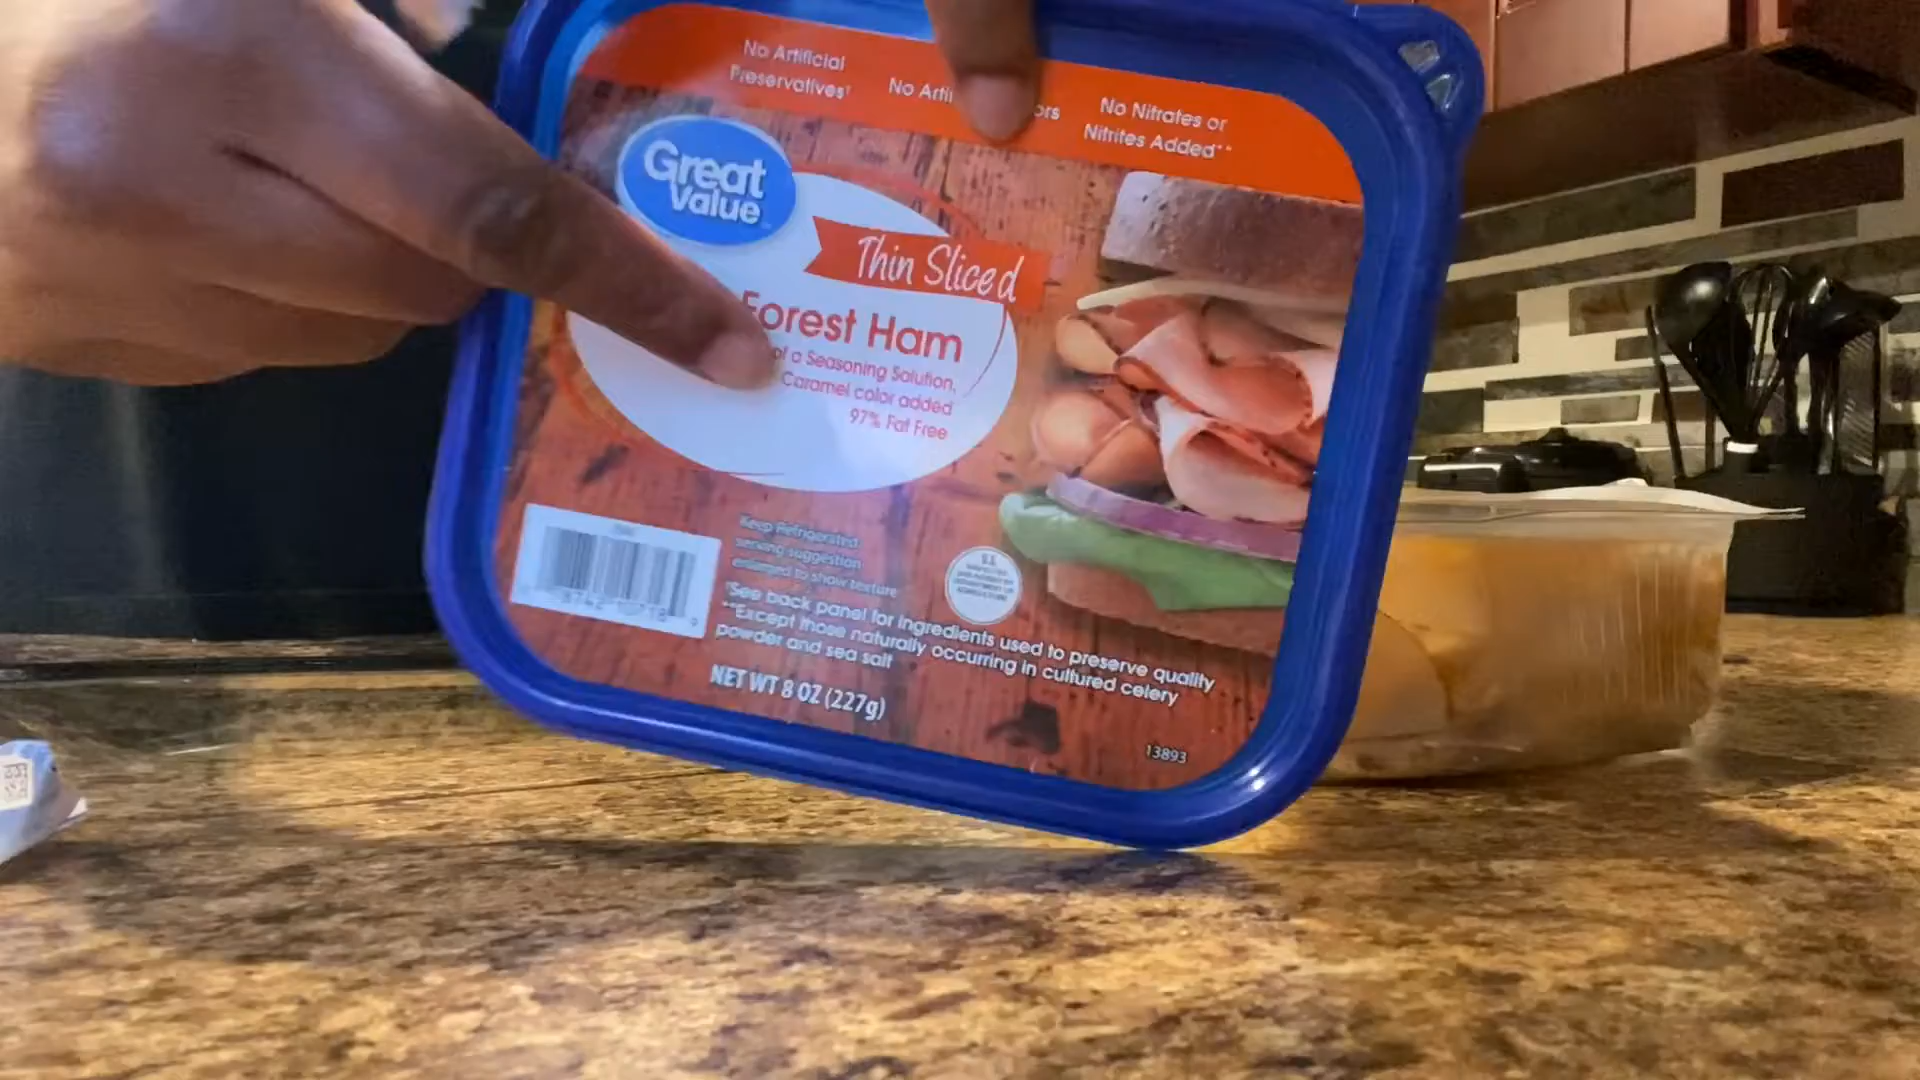 No Artificial
Preservatives†
No Arti ors
No Nitrates or
Nitrites Added**
Great
Value
Thin Sliced
Forest Ham
of a Seasoning Solution,
Caramel color added
97% Fat Free
Keep Refrigerated
serving suggestion
enlarged to show texture
†See back panel for ingredients used to preserve quality
**Except those naturally occurring in cultured celery
powder and sea salt
NET WT 8 OZ (227g)
13893